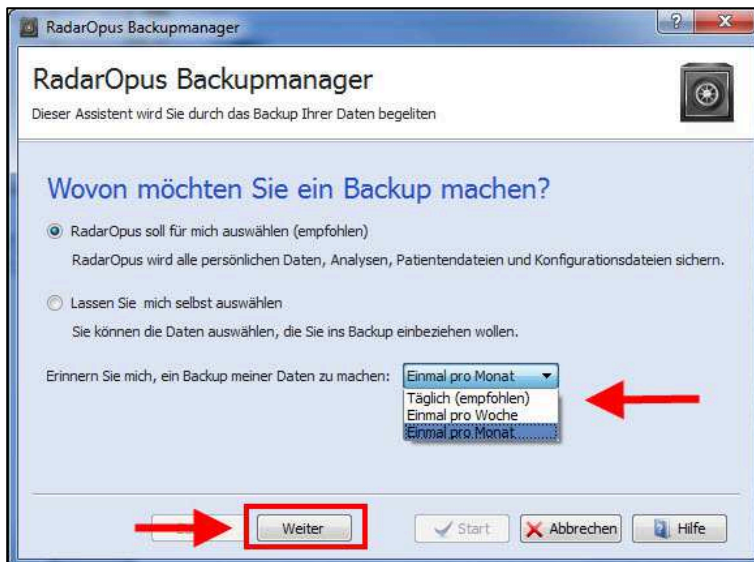 RadarOpus Backupmanager
RadarOpus Backupmanager
Dieser Assistent wird Sie durch das Backup Ihrer Daten begeliten
Wovon möchten Sie ein Backup machen?
RadarOpus soll für mich auswählen (empfohlen)
RadarOpus wird alle persönlichen Daten, Analysen, Patientendateien und Konfigurationsdateien sichern.
Lassen Sie mich selbst auswählen
Sie können die Daten auswählen, die Sie ins Backup einbeziehen wollen.
Erinnern Sie mich, ein Backup meiner Daten zu machen: Einmal pro Monat
Täglich (empfohlen)
Einmal pro Woche
Einmal pro Monat
Weiter Start Abbrechen Hilfe